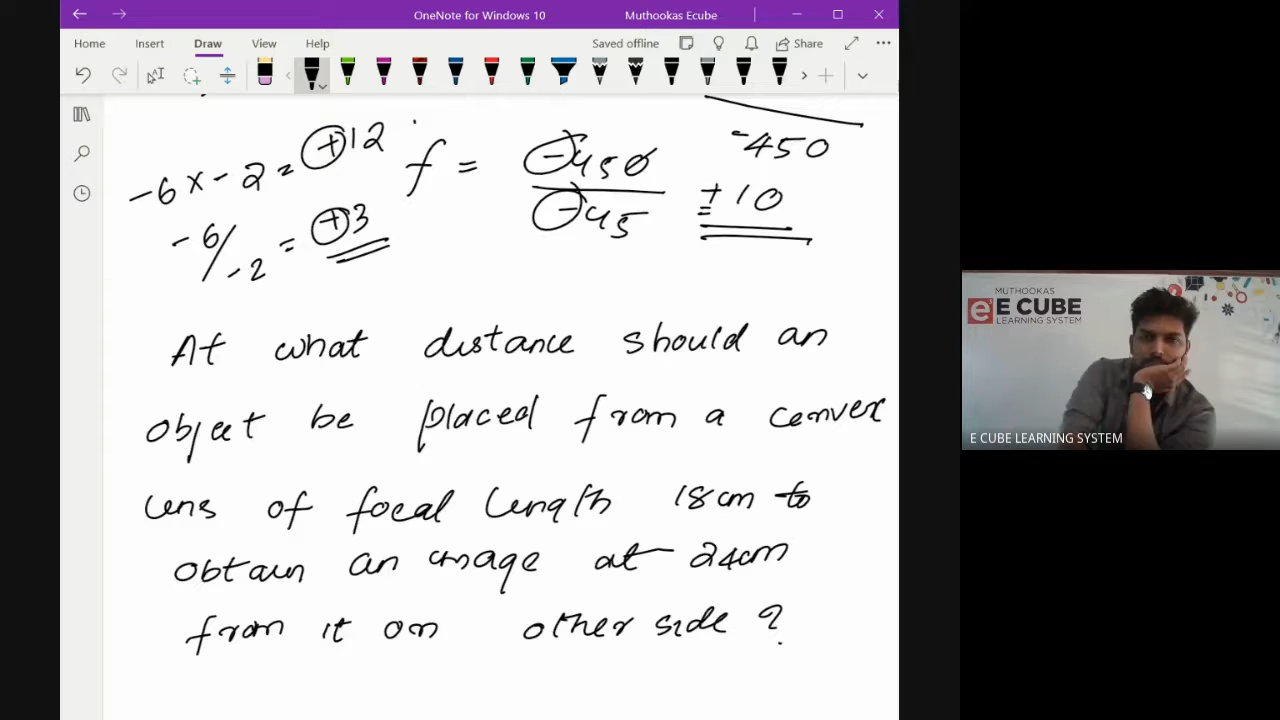 OneNote for Windows 10
Muthookas Ecube
Home Insert Draw View Help
Saved offline
Share
-6 x -2 = +12
-6/-2 = +3
f = -450/-45
-450
+10
At what distance should an
object be placed from a convex
lens of focal length 18cm to
obtain an image at 24cm
from it on other side ?
MUTHOOKAS
E CUBE
LEARNING SYSTEM
E CUBE LEARNING SYSTEM